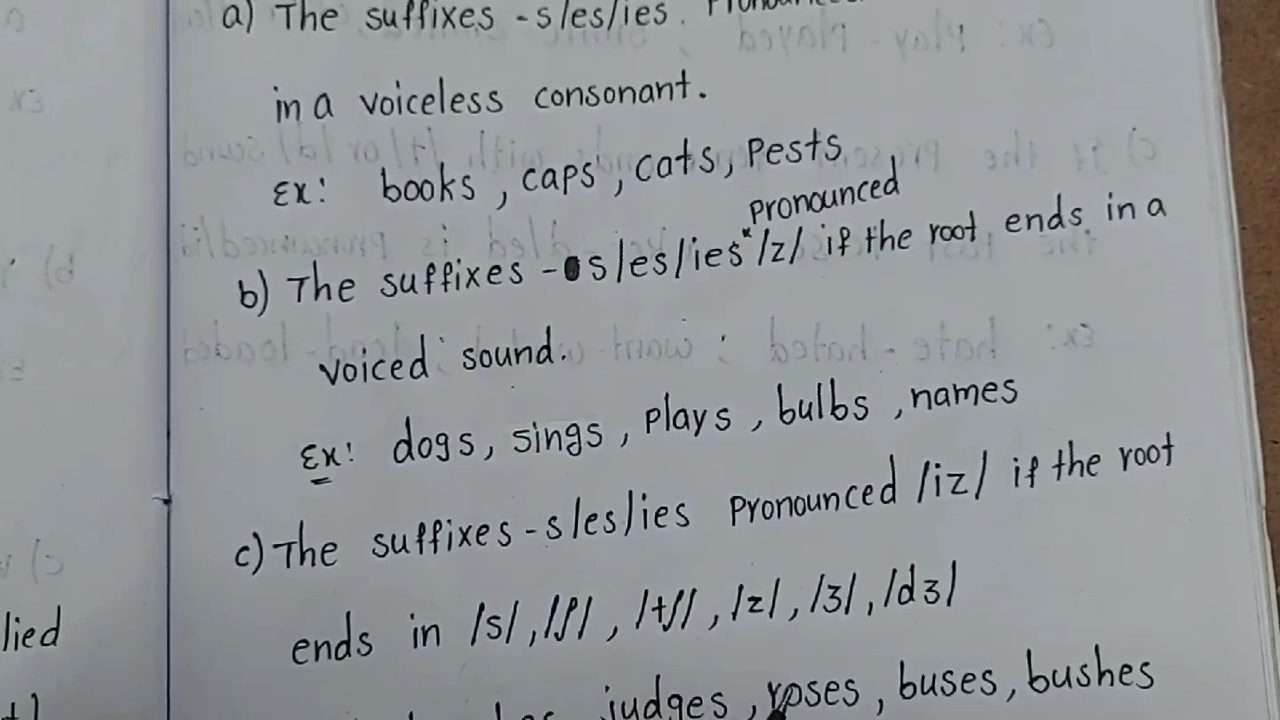 a) The suffixes -s/es/ies.
in a voiceless consonant.
Ex: books, caps, cats, Pests
pronounced
b) The suffixes -s/es/ies /z/ if the root ends in a
voiced sound.
Ex: dogs, sings, plays, bulbs, names
c) The suffixes -s/es/ies pronounced /iz/ if the root
ends in /s/, /ʃ/, /tʃ/, /z/, /ʒ/, /dʒ/
judges, roses, buses, bushes
lied